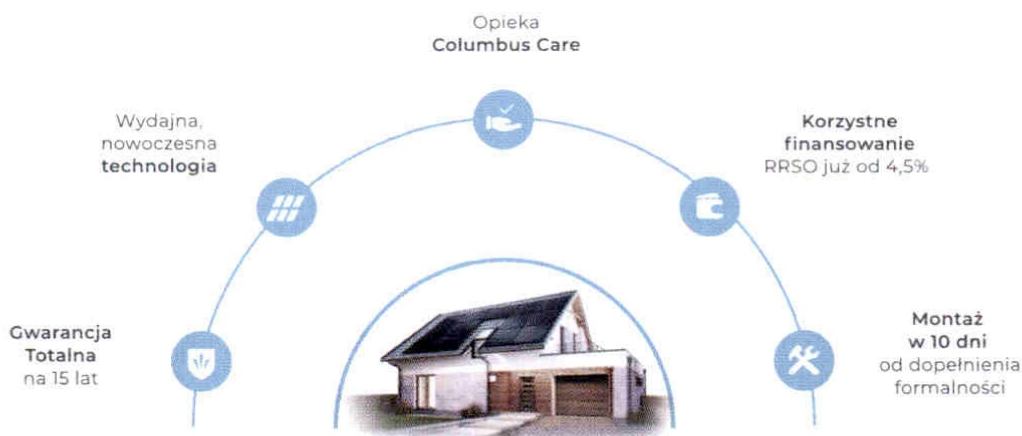 Opieka
Columbus Care
Wydajna,
nowoczesna
technologia
Korzystne
finansowanie
RRSO już od 4,5%
Gwarancja
Totalna
na 15 lat
Montaż
w 10 dni
od dopełnienia
formalności